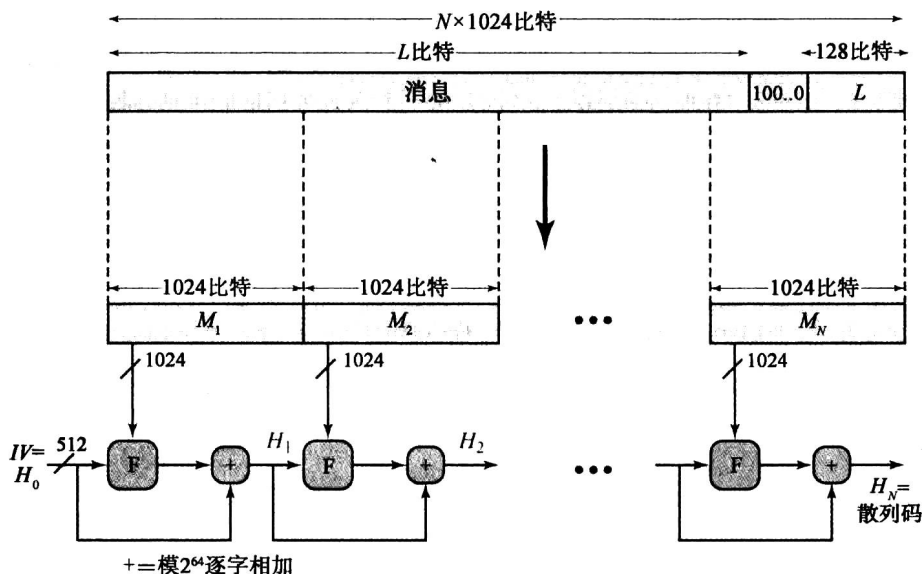 N×1024比特
L比特
128比特
消息
100..0
L
1024比特
1024比特
1024比特
M₁
M₂
•••
M_N
1024
1024
1024
IV=
H₀
512
F
+
H₁
F
+
H₂
•••
F
+
H_N=
散列码
+=模2⁶⁴逐字相加